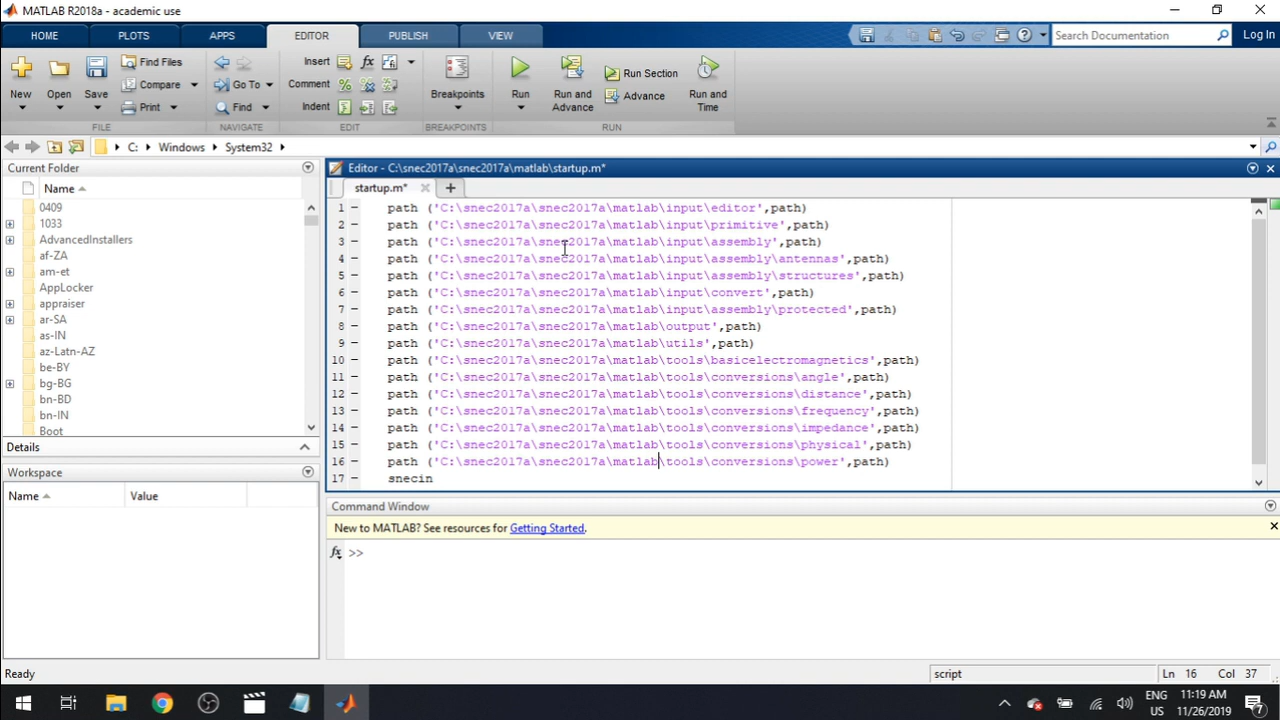 MATLAB R2018a - academic use
HOME PLOTS APPS EDITOR PUBLISH VIEW Search Documentation Log In
New Open Save Find Files Compare Print Go To Find Insert fx Comment Indent Breakpoints Run Run and Advance Run Section Advance Run and Time
FILE NAVIGATE EDIT BREAKPOINTS RUN
C: Windows System32
Current Folder
Name
0409
1033
AdvancedInstallers
af-ZA
am-et
AppLocker
appraiser
ar-SA
as-IN
az-Latn-AZ
be-BY
bg-BG
bn-BD
bn-IN
Boot
Details
Workspace
Name Value
Editor - C:\snec2017a\snec2017a\matlab\startup.m*
startup.m*
1 - path ('C:\snec2017a\snec2017a\matlab\input\editor',path)
2 - path ('C:\snec2017a\snec2017a\matlab\input\primitive',path)
3 - path ('C:\snec2017a\snec2017a\matlab\input\assembly',path)
4 - path ('C:\snec2017a\snec2017a\matlab\input\assembly\antennas',path)
5 - path ('C:\snec2017a\snec2017a\matlab\input\assembly\structures',path)
6 - path ('C:\snec2017a\snec2017a\matlab\input\convert',path)
7 - path ('C:\snec2017a\snec2017a\matlab\input\assembly\protected',path)
8 - path ('C:\snec2017a\snec2017a\matlab\output',path)
9 - path ('C:\snec2017a\snec2017a\matlab\utils',path)
10 - path ('C:\snec2017a\snec2017a\matlab\tools\basicelectromagnetics',path)
11 - path ('C:\snec2017a\snec2017a\matlab\tools\conversions\angle',path)
12 - path ('C:\snec2017a\snec2017a\matlab\tools\conversions\distance',path)
13 - path ('C:\snec2017a\snec2017a\matlab\tools\conversions\frequency',path)
14 - path ('C:\snec2017a\snec2017a\matlab\tools\conversions\impedance',path)
15 - path ('C:\snec2017a\snec2017a\matlab\tools\conversions\physical',path)
16 - path ('C:\snec2017a\snec2017a\matlab\tools\conversions\power',path)
17 - snecin
Command Window
New to MATLAB? See resources for Getting Started.
fx >>
Ready script Ln 16 Col 37
ENG 11:19 AM
US 11/26/2019 7